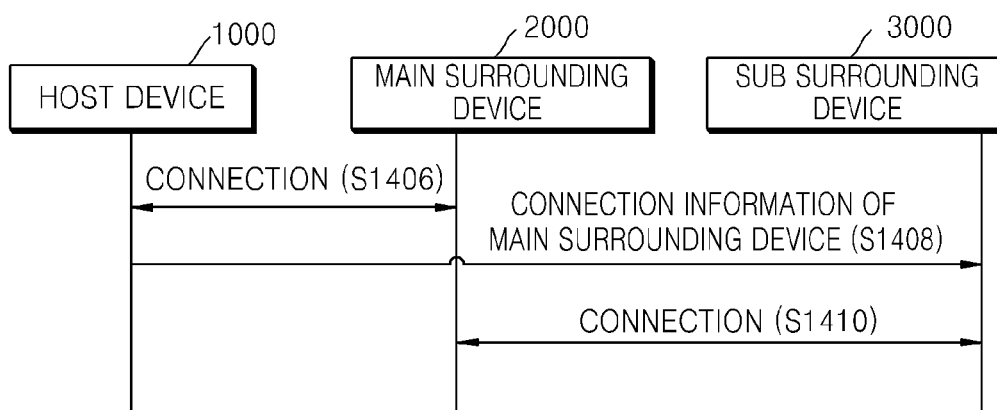 1000
2000
3000
HOST DEVICE
MAIN SURROUNDING
DEVICE
SUB SURROUNDING
DEVICE
CONNECTION (S1406)
CONNECTION INFORMATION OF
MAIN SURROUNDING DEVICE (S1408)
CONNECTION (S1410)